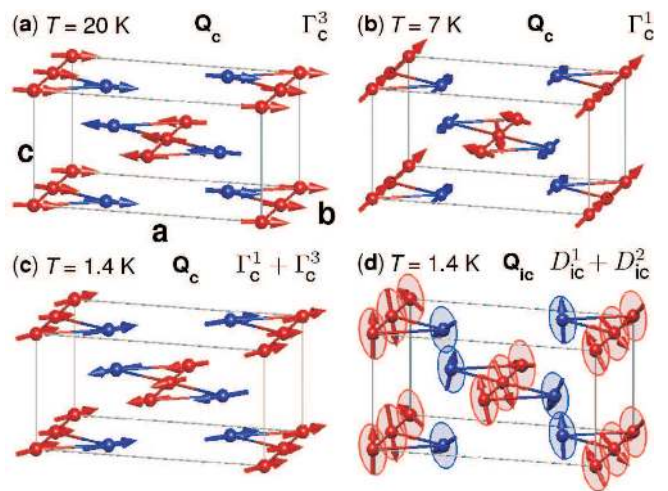 (a) T = 20 K Q_c Γ_c^3
(b) T = 7 K Q_c Γ_c^1
c
a
b
(c) T = 1.4 K Q_c Γ_c^1 + Γ_c^3
(d) T = 1.4 K Q_ic D_ic^1 + D_ic^2